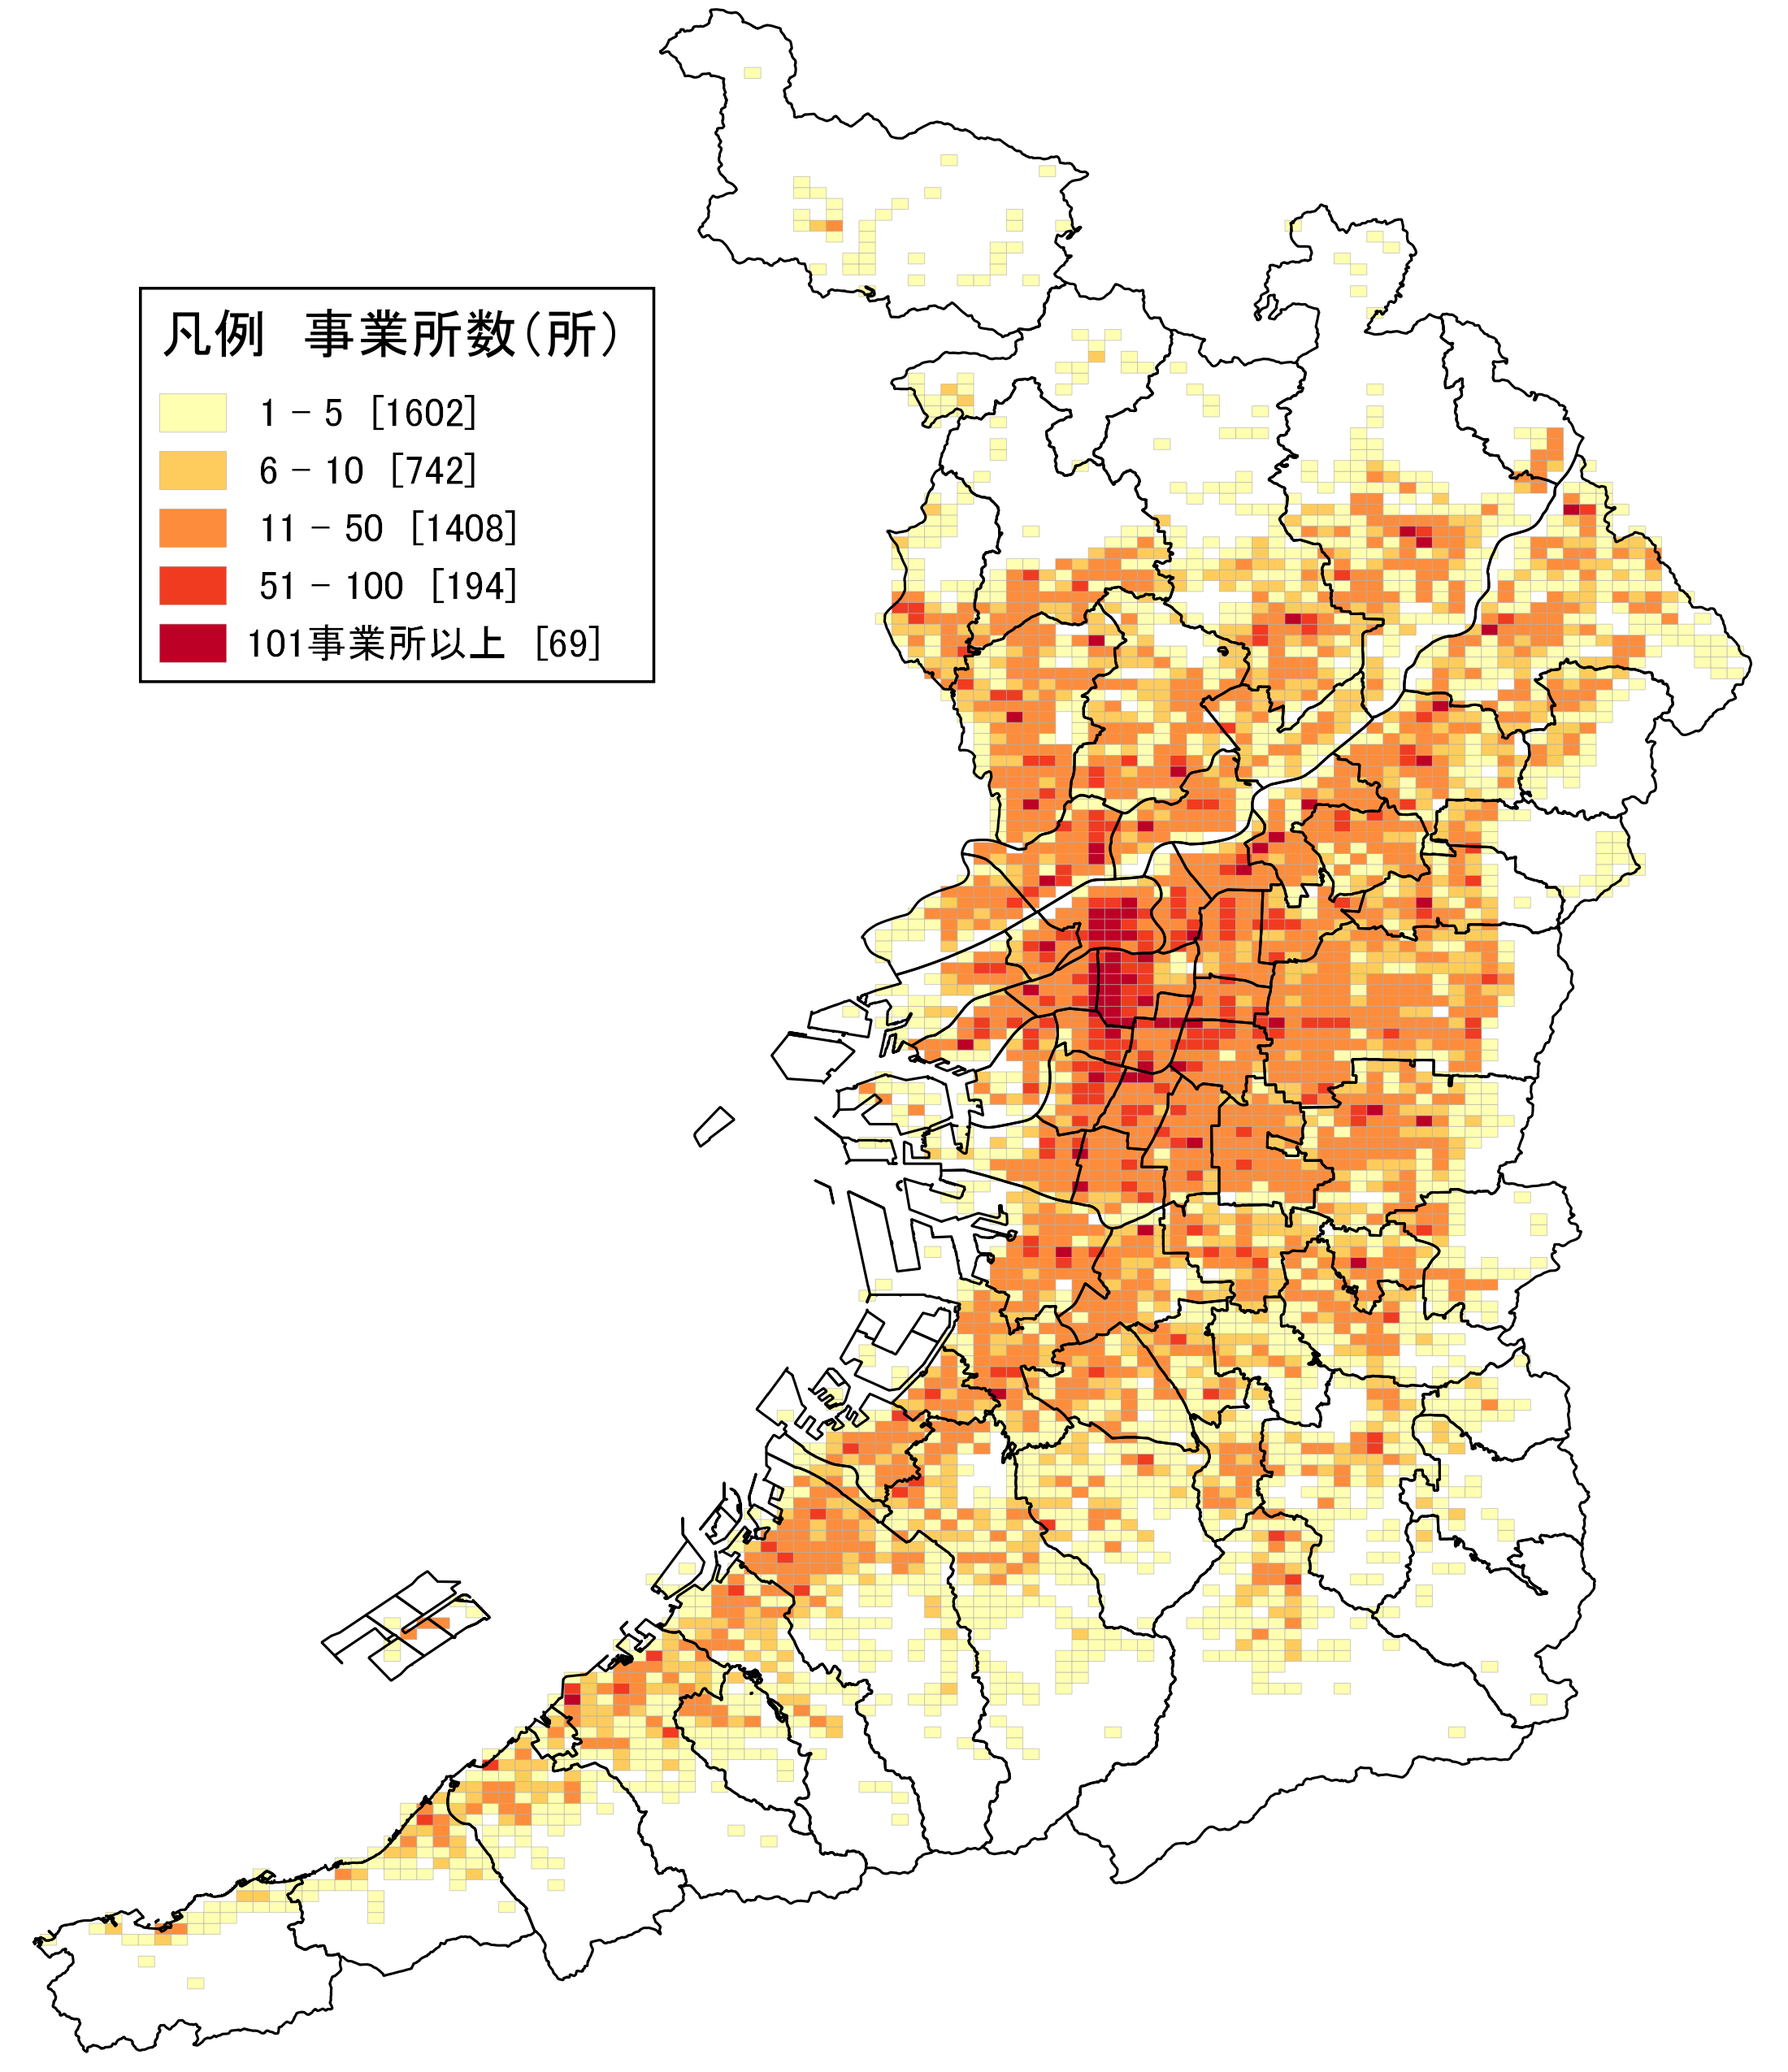 凡例　事業所数（所）
1 － 5 [1602]
6 － 10 [742]
11 － 50 [1408]
51 － 100 [194]
101事業所以上 [69]